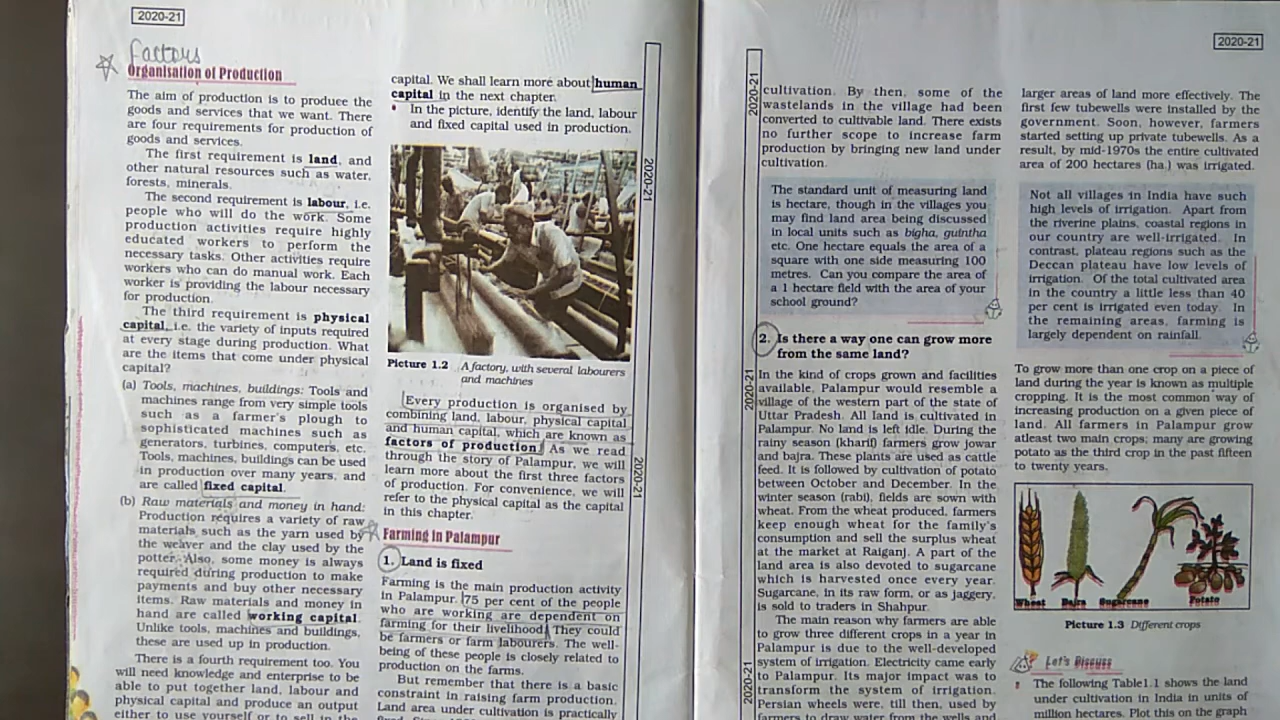 2020-21
Factors
Organisation of Production
The aim of production is to produce the
goods and services that we want. There
are four requirements for production of
goods and services.
The first requirement is land, and
other natural resources such as water,
forests, minerals.
The second requirement is labour, i.e.
people who will do the work. Some
production activities require highly
educated workers to perform the
necessary tasks. Other activities require
workers who can do manual work. Each
worker is providing the labour necessary
for production.
The third requirement is physical
capital, i.e. the variety of inputs required
at every stage during production. What
are the items that come under physical
capital?
(a) Tools, machines, buildings: Tools and
machines range from very simple tools
such as a farmer's plough to
sophisticated machines such as
generators, turbines, computers, etc.
Tools, machines, buildings can be used
in production over many years, and
are called fixed capital.
(b) Raw materials and money in hand:
Production requires a variety of raw
materials such as the yarn used by
the weaver and the clay used by the
potter. Also, some money is always
required during production to make
payments and buy other necessary
items. Raw materials and money in
hand are called working capital.
Unlike tools, machines and buildings,
these are used up in production.
There is a fourth requirement too. You
will need knowledge and enterprise to be
able to put together land, labour and
physical capital and produce an output
either to use yourself or to sell in the
capital. We shall learn more about human
capital in the next chapter.
• In the picture, identify the land, labour
and fixed capital used in production.
Picture 1.2 A factory, with several labourers
and machines
Every production is organised by
combining land, labour, physical capital
and human capital, which are known as
factors of production. As we read
through the story of Palampur, we will
learn more about the first three factors
of production. For convenience, we will
refer to the physical capital as the capital
in this chapter.
Farming in Palampur
1. Land is fixed
Farming is the main production activity
in Palampur. 75 per cent of the people
who are working are dependent on
farming for their livelihood. They could
be farmers or farm labourers. The well-
being of these people is closely related to
production on the farms.
But remember that there is a basic
constraint in raising farm production.
Land area under cultivation is practically
2020-21
2020-21
2020-21
2020-21
2020-21
2020-21
cultivation. By then, some of the
wastelands in the village had been
converted to cultivable land. There exists
no further scope to increase farm
production by bringing new land under
cultivation.
The standard unit of measuring land
is hectare, though in the villages you
may find land area being discussed
in local units such as bigha, guintha
etc. One hectare equals the area of a
square with one side measuring 100
metres. Can you compare the area of
a 1 hectare field with the area of your
school ground?
2. Is there a way one can grow more
from the same land?
In the kind of crops grown and facilities
available, Palampur would resemble a
village of the western part of the state of
Uttar Pradesh. All land is cultivated in
Palampur. No land is left idle. During the
rainy season (kharif) farmers grow jowar
and bajra. These plants are used as cattle
feed. It is followed by cultivation of potato
between October and December. In the
winter season (rabi), fields are sown with
wheat. From the wheat produced, farmers
keep enough wheat for the family's
consumption and sell the surplus wheat
at the market at Raiganj. A part of the
land area is also devoted to sugarcane
which is harvested once every year.
Sugarcane, in its raw form, or as jaggery,
is sold to traders in Shahpur.
The main reason why farmers are able
to grow three different crops in a year in
Palampur is due to the well-developed
system of irrigation. Electricity came early
to Palampur. Its major impact was to
transform the system of irrigation.
Persian wheels were, till then, used by
farmers to draw water from the wells and
larger areas of land more effectively. The
first few tubewells were installed by the
government. Soon, however, farmers
started setting up private tubewells. As a
result, by mid-1970s the entire cultivated
area of 200 hectares (ha.) was irrigated.
Not all villages in India have such
high levels of irrigation. Apart from
the riverine plains, coastal regions in
our country are well-irrigated. In
contrast, plateau regions such as the
Deccan plateau have low levels of
irrigation. Of the total cultivated area
in the country a little less than 40
per cent is irrigated even today. In
the remaining areas, farming is
largely dependent on rainfall.
To grow more than one crop on a piece of
land during the year is known as multiple
cropping. It is the most common way of
increasing production on a given piece of
land. All farmers in Palampur grow
atleast two main crops; many are growing
potato as the third crop in the past fifteen
to twenty years.
Wheat Bajra Sugarcane Potato
Picture 1.3 Different crops
Let's Discuss
The following Table1.1 shows the land
under cultivation in India in units of
million hectares. Plot this on the graph